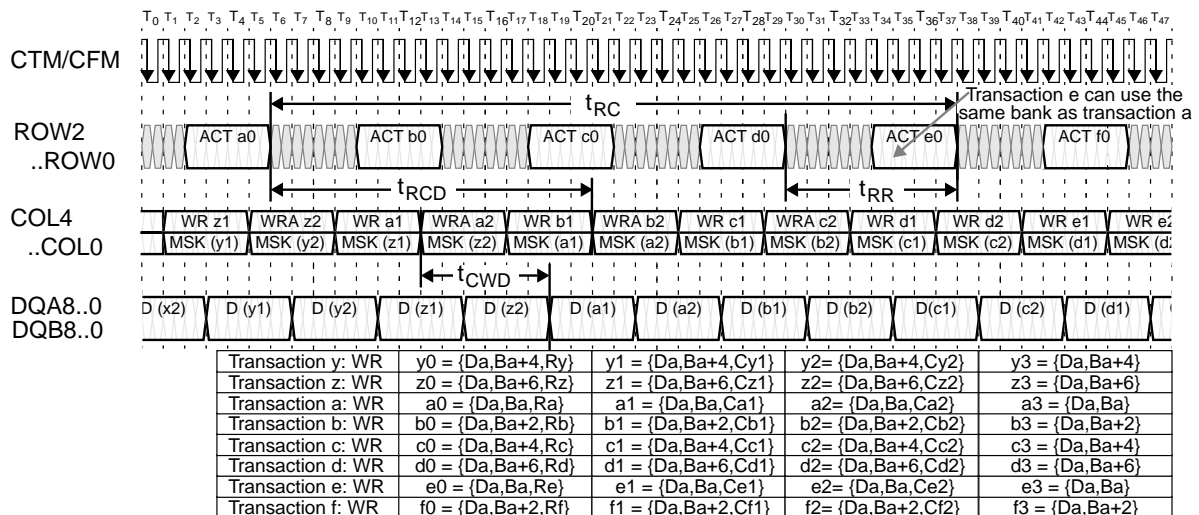 T0 T1 T2 T3 T4 T5 T6 T7 T8 T9 T10 T11 T12 T13 T14 T15 T16 T17 T18 T19 T20 T21 T22 T23 T24 T25 T26 T27 T28 T29 T30 T31 T32 T33 T34 T35 T36 T37 T38 T39 T40 T41 T42 T43 T44 T45 T46 T47
CTM/CFM
tRC
Transaction e can use the
same bank as transaction a
ROW2
..ROW0
ACT a0 ACT b0 ACT c0 ACT d0 ACT e0 ACT f0
tRCD tRR
COL4
..COL0
WR z1 WRA z2 WR a1 WRA a2 WR b1 WRA b2 WR c1 WRA c2 WR d1 WR d2 WR e1 WR e2
MSK (y1) MSK (y2) MSK (z1) MSK (z2) MSK (a1) MSK (a2) MSK (b1) MSK (b2) MSK (c1) MSK (c2) MSK (d1) MSK (d2
tCWD
DQA8..0
DQB8..0
D (x2) D (y1) D (y2) D (z1) D (z2) D (a1) D (a2) D (b1) D (b2) D(c1) D (c2) D (d1)
Transaction y: WR y0 = {Da,Ba+4,Ry} y1 = {Da,Ba+4,Cy1} y2= {Da,Ba+4,Cy2} y3 = {Da,Ba+4}
Transaction z: WR z0 = {Da,Ba+6,Rz} z1 = {Da,Ba+6,Cz1} z2= {Da,Ba+6,Cz2} z3 = {Da,Ba+6}
Transaction a: WR a0 = {Da,Ba,Ra} a1 = {Da,Ba,Ca1} a2= {Da,Ba,Ca2} a3 = {Da,Ba}
Transaction b: WR b0 = {Da,Ba+2,Rb} b1 = {Da,Ba+2,Cb1} b2= {Da,Ba+2,Cb2} b3 = {Da,Ba+2}
Transaction c: WR c0 = {Da,Ba+4,Rc} c1 = {Da,Ba+4,Cc1} c2= {Da,Ba+4,Cc2} c3 = {Da,Ba+4}
Transaction d: WR d0 = {Da,Ba+6,Rd} d1 = {Da,Ba+6,Cd1} d2= {Da,Ba+6,Cd2} d3 = {Da,Ba+6}
Transaction e: WR e0 = {Da,Ba,Re} e1 = {Da,Ba,Ce1} e2= {Da,Ba,Ce2} e3 = {Da,Ba}
Transaction f: WR f0 = {Da,Ba+2,Rf} f1 = {Da,Ba+2,Cf1} f2= {Da,Ba+2,Cf2} f3 = {Da,Ba+2}